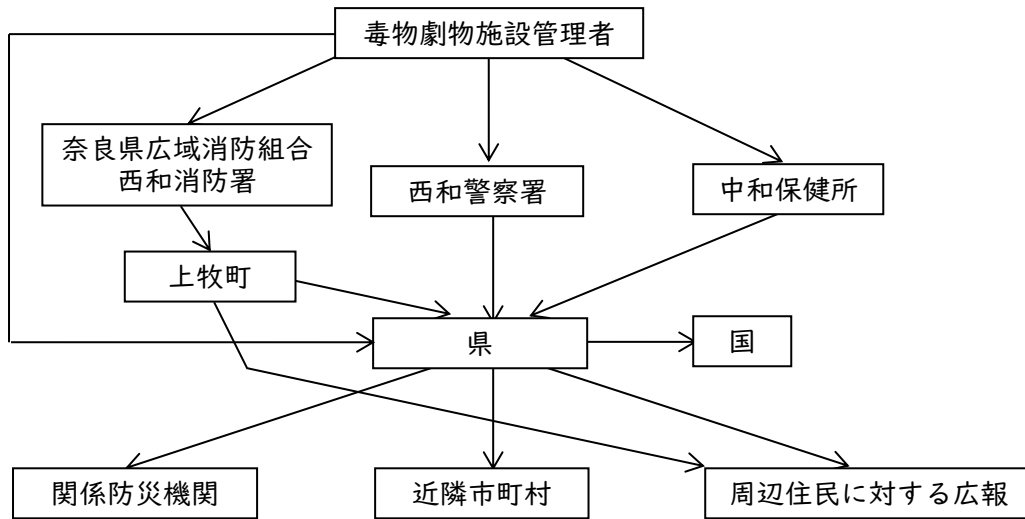 毒物劇物施設管理者
奈良県広域消防組合
西和消防署
西和警察署
中和保健所
上牧町
県
国
関係防災機関
近隣市町村
周辺住民に対する広報